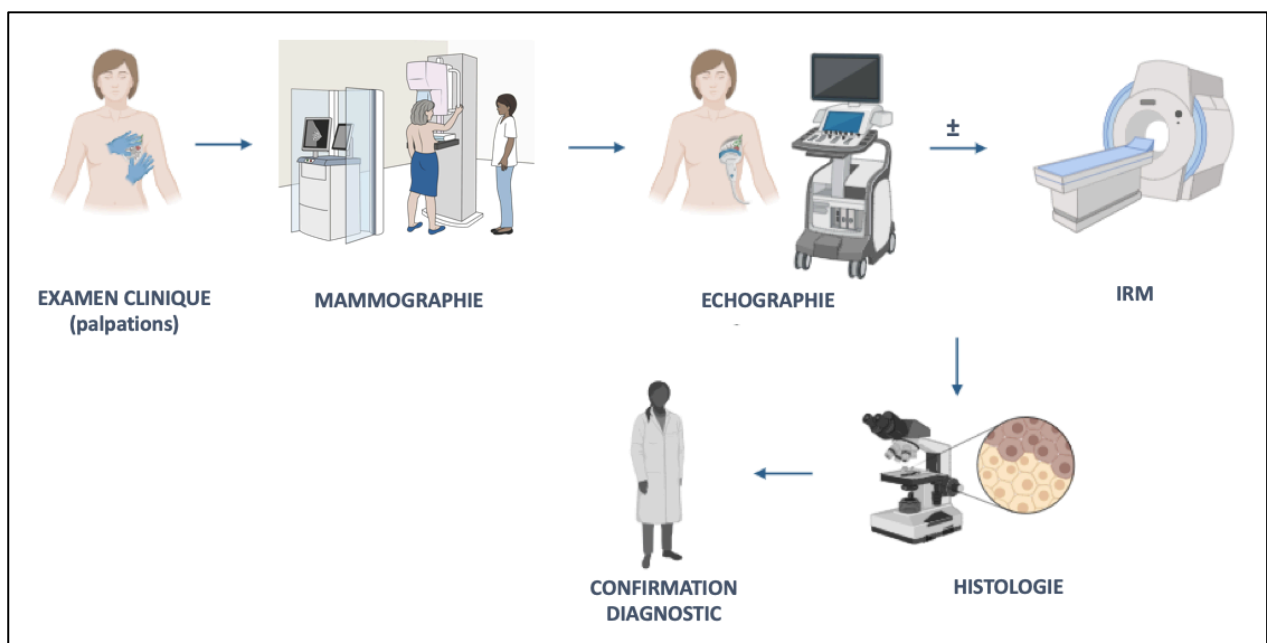 EXAMEN CLINIQUE
(palpations)
MAMMOGRAPHIE
ECHOGRAPHIE
±
IRM
CONFIRMATION
DIAGNOSTIC
HISTOLOGIE